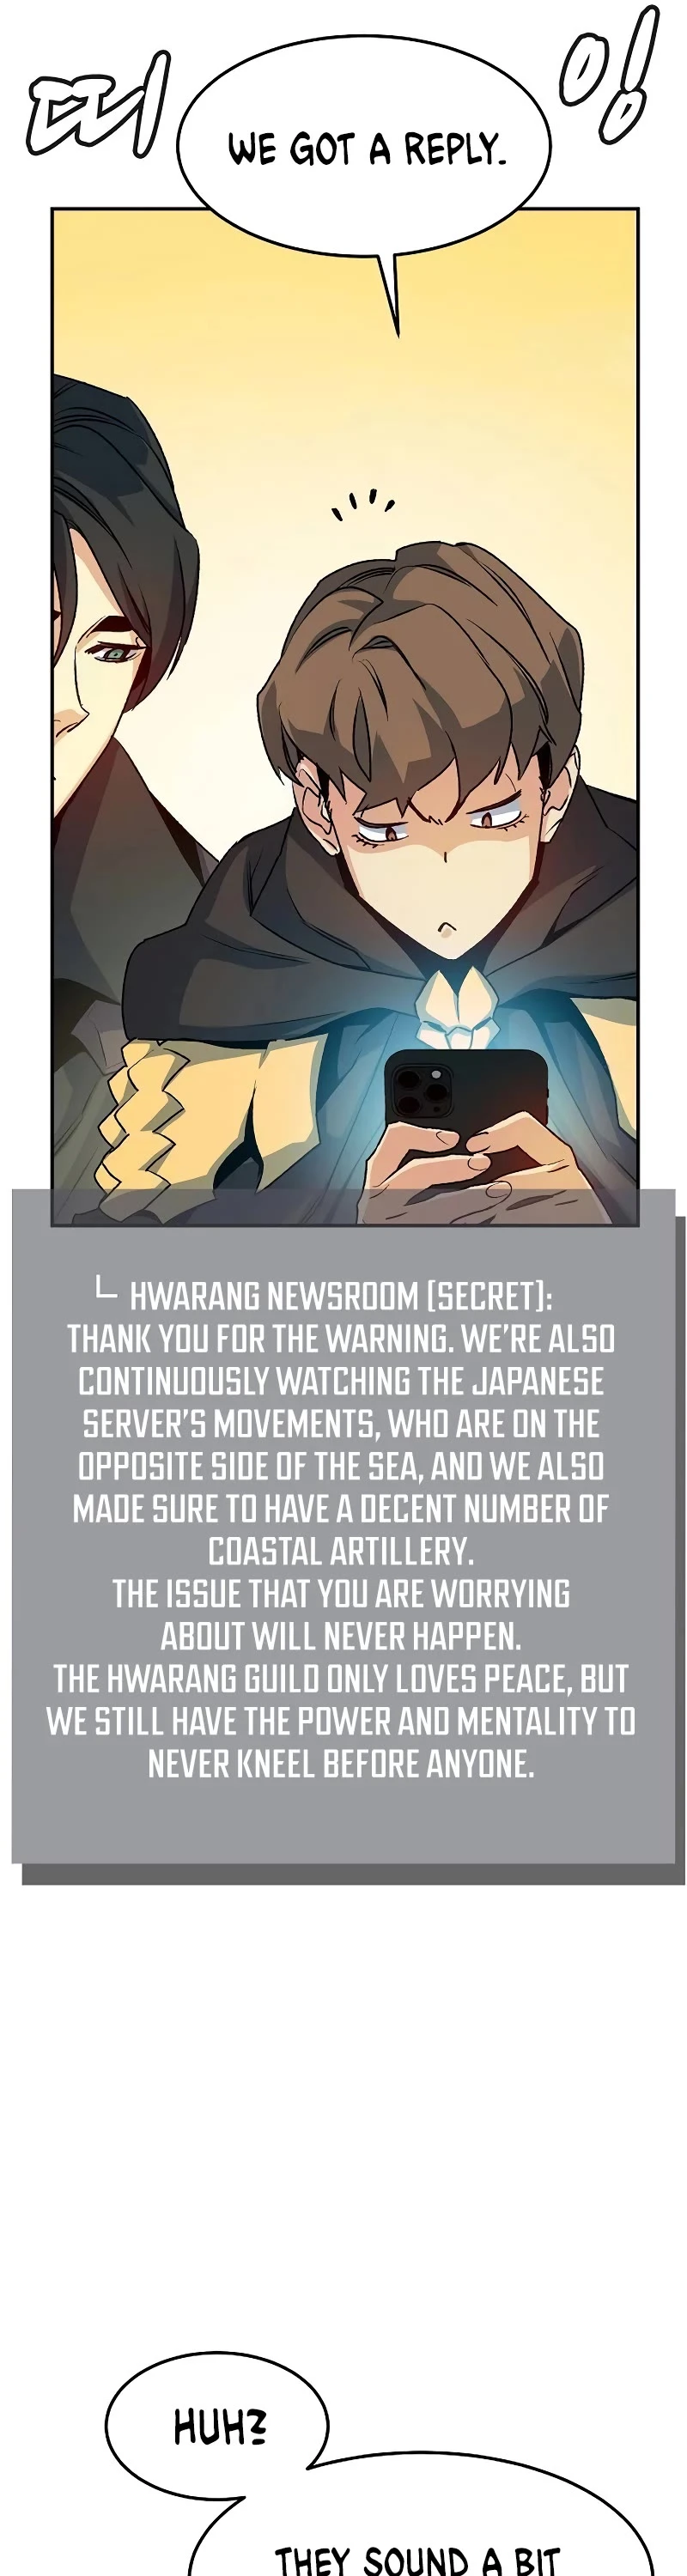 띠 이!
WE GOT A REPLY.
ㄴ HWARANG NEWSROOM (SECRET):
THANK YOU FOR THE WARNING. WE'RE ALSO
CONTINUOUSLY WATCHING THE JAPANESE
SERVER'S MOVEMENTS, WHO ARE ON THE
OPPOSITE SIDE OF THE SEA, AND WE ALSO
MADE SURE TO HAVE A DECENT NUMBER OF
COASTAL ARTILLERY.
THE ISSUE THAT YOU ARE WORRYING
ABOUT WILL NEVER HAPPEN.
THE HWARANG GUILD ONLY LOVES PEACE, BUT
WE STILL HAVE THE POWER AND MENTALITY TO
NEVER KNEEL BEFORE ANYONE.
HUH?
THEY SOUND A BIT